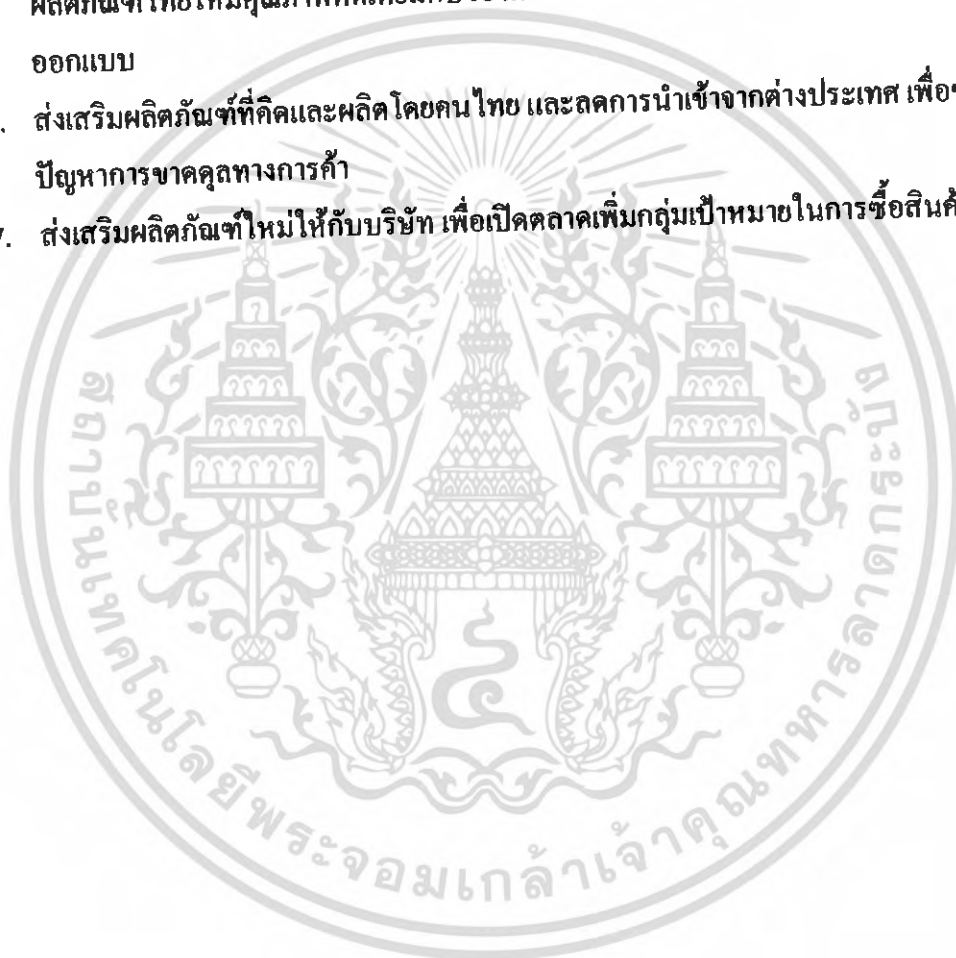 ออกแบบ
ส่งเสริมผลิตภัณฑ์ที่คิดและผลิตโดยคนไทย และลดการนำเข้าจากต่างประเทศ
ปัญหาการขาดดุลทางการค้า
ส่งเสริมผลิตภัณฑ์ใหม่ให้กับบริษัท เพื่อเปิดตลาดเพิ่มกลุ่มเป้าหมายในการซื้อสินค้า
สถาบันเทคโนโลยีพระจอมเกล้าเจ้าคุณทหารลาดกระบัง